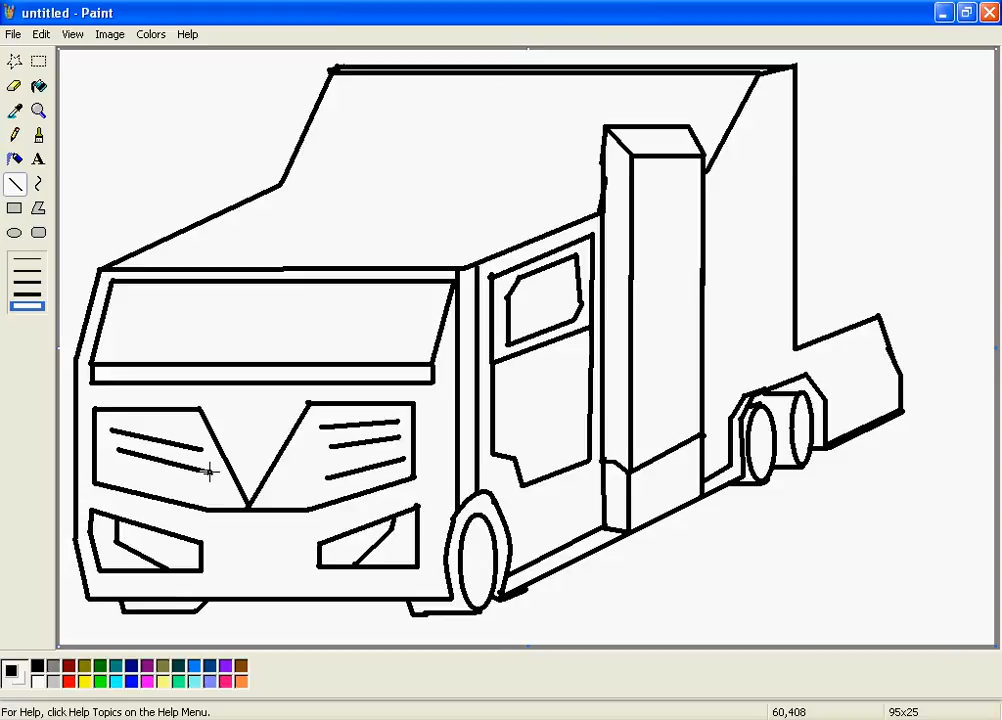 untitled - Paint
File Edit View Image Colors Help
A
For Help, click Help Topics on the Help Menu.
60,408
95x25